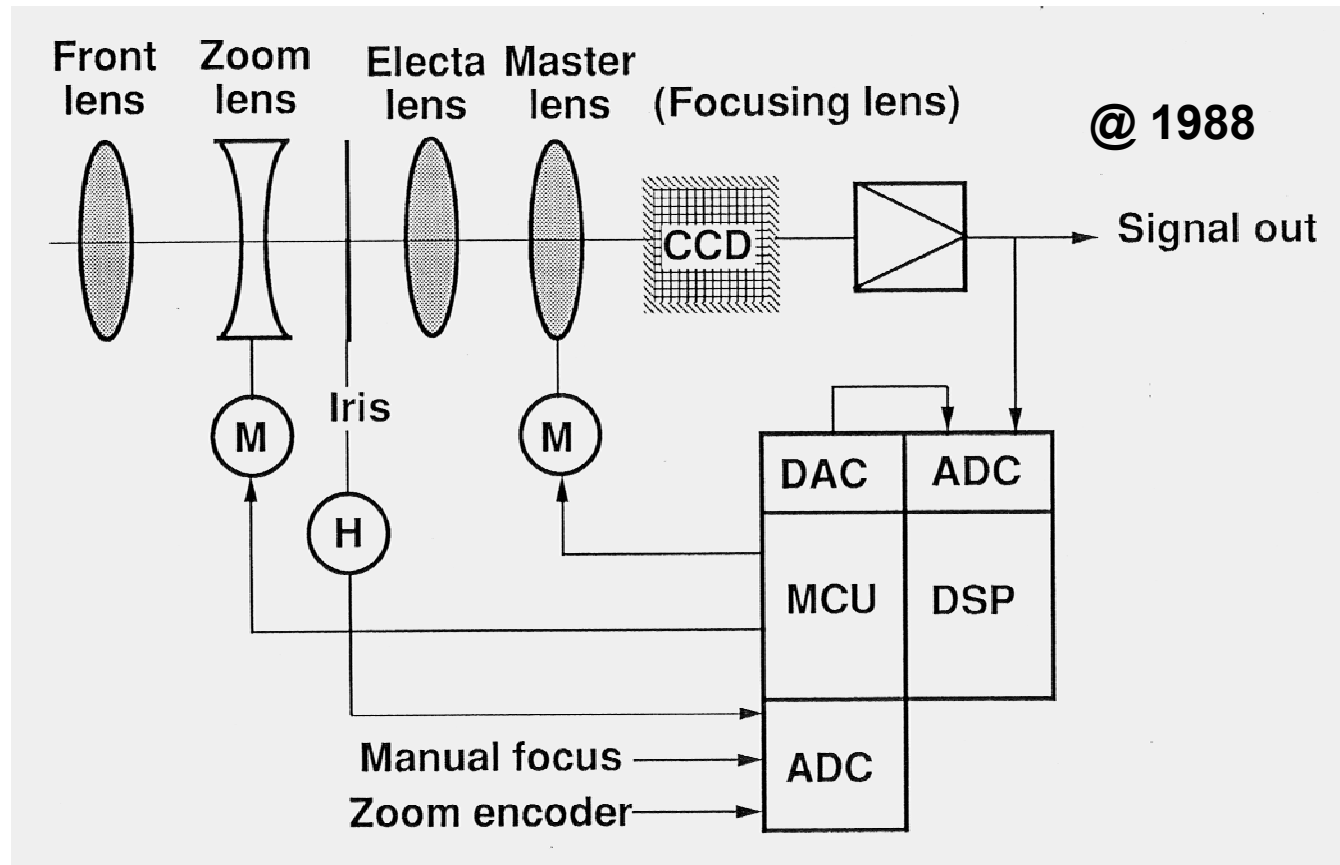 Front lens
Zoom lens
Electa lens
Master lens
(Focusing lens)
@ 1988
CCD
Signal out
Iris
M
M
H
DAC
ADC
MCU
DSP
ADC
Manual focus
Zoom encoder